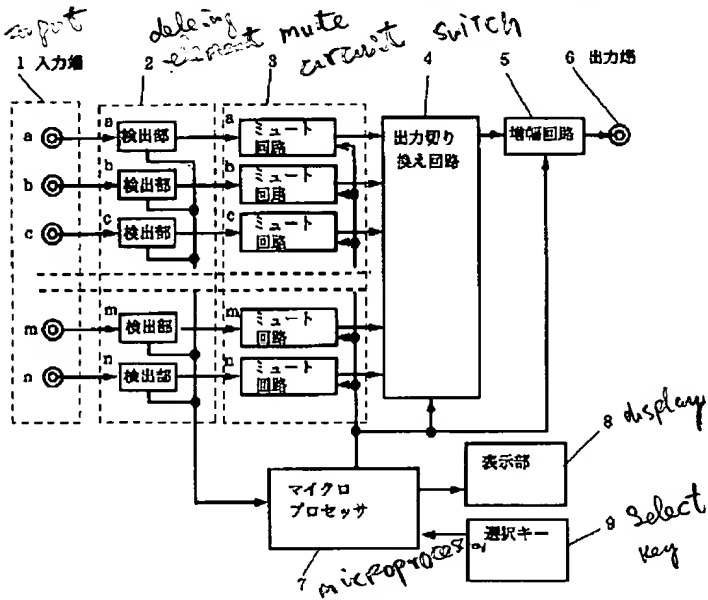 input
deteing
element mute
circuit switch
1 入力端
2
3
4
5
6 出力端
a
検出部
a
ミュート
回路
出力切り
換え回路
増幅回路
b
検出部
b
ミュート
回路
c
検出部
c
ミュート
回路
m
検出部
m
ミュート
回路
n
検出部
n
ミュート
回路
a
b
c
m
n
マイクロ
プロセッサ
7 microprocess
表示部
8 display
選択キー
9 Select
key